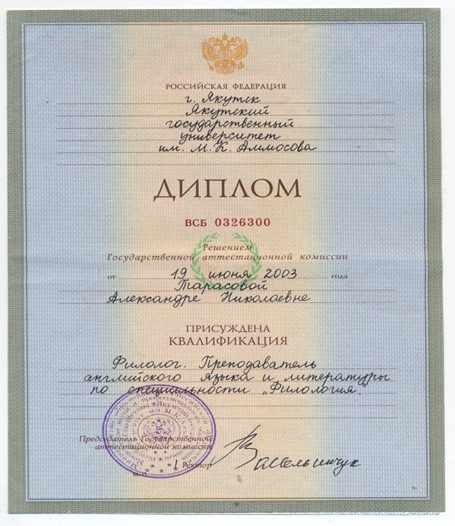 РОССИЙСКАЯ ФЕДЕРАЦИЯ
г. Якутск
Якутский
государственный
университет
им. М. К. Аммосова
ДИПЛОМ
ВСБ 0326300
Решением
Государственной аттестационной комиссии
от 19 июня 2003 года
Тарасовой
Александре Николаевне
ПРИСУЖДЕНА
КВАЛИФИКАЦИЯ
Филолог. Преподаватель
английского языка и литературы
по специальности „Филология
Председатель Государственной
аттестационной комиссии
Ректор